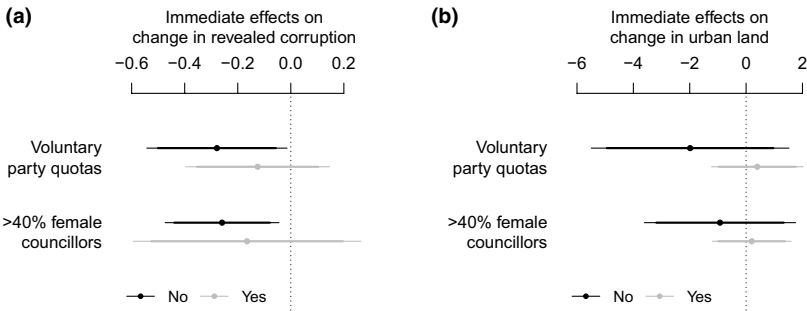 (a)
Immediate effects on
change in revealed corruption
−0.6 −0.4 −0.2 0.0 0.2
Voluntary
party quotas
>40% female
councillors
No Yes
(b)
Immediate effects on
change in urban land
−6 −4 −2 0 2
Voluntary
party quotas
>40% female
councillors
No Yes